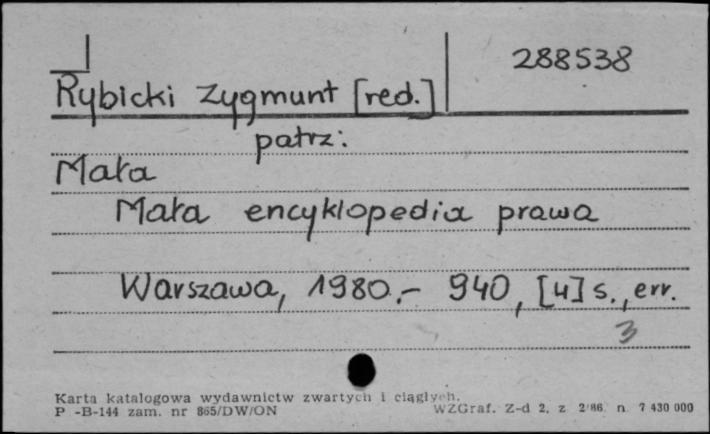 288538
Rybicki Zygmunt [red.]
patrz:
Mała
Mała encyklopedia prawa
Warszawa, 1980.- 940, [4] s., err.
3
Karta katalogowa wydawnictw zwartych i ciągłych.
P -B-144 zam. nr 865/DW/ON WZGraf. Z-d 2. z. 2'86. n. 7 430 000